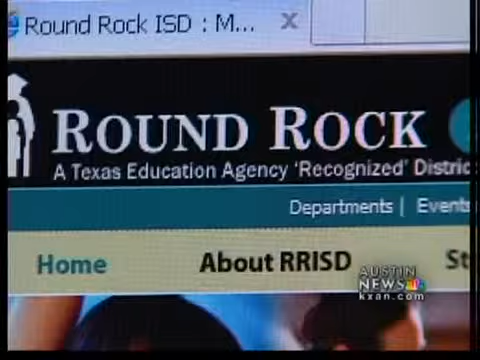 Round Rock ISD : M...
ROUND ROCK
A Texas Education Agency 'Recognized' Distric
Departments | Events
Home About RRISD St
AUSTIN
NEWS
kxan.com